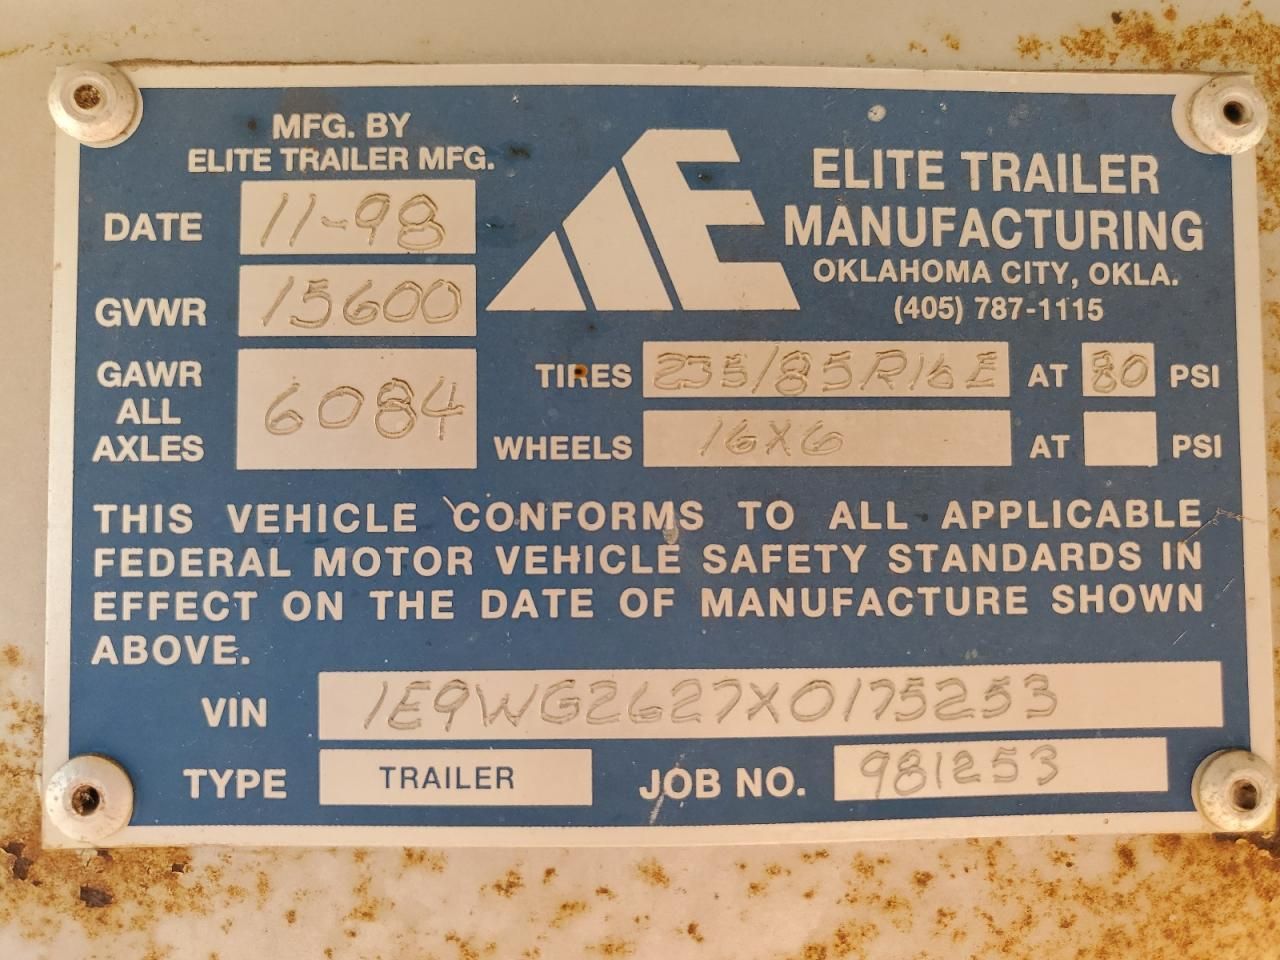 MFG. BY
ELITE TRAILER MFG.
DATE 11-98
GVWR 15600
GAWR
ALL
AXLES 6084
ELITE TRAILER
MANUFACTURING
OKLAHOMA CITY, OKLA.
(405) 787-1115
TIRES 235/85R16E AT 80 PSI
WHEELS 16X6 AT PSI
THIS VEHICLE CONFORMS TO ALL APPLICABLE
FEDERAL MOTOR VEHICLE SAFETY STANDARDS IN
EFFECT ON THE DATE OF MANUFACTURE SHOWN
ABOVE.
VIN 1E9WG2627X0175253
TYPE TRAILER JOB NO. 981253